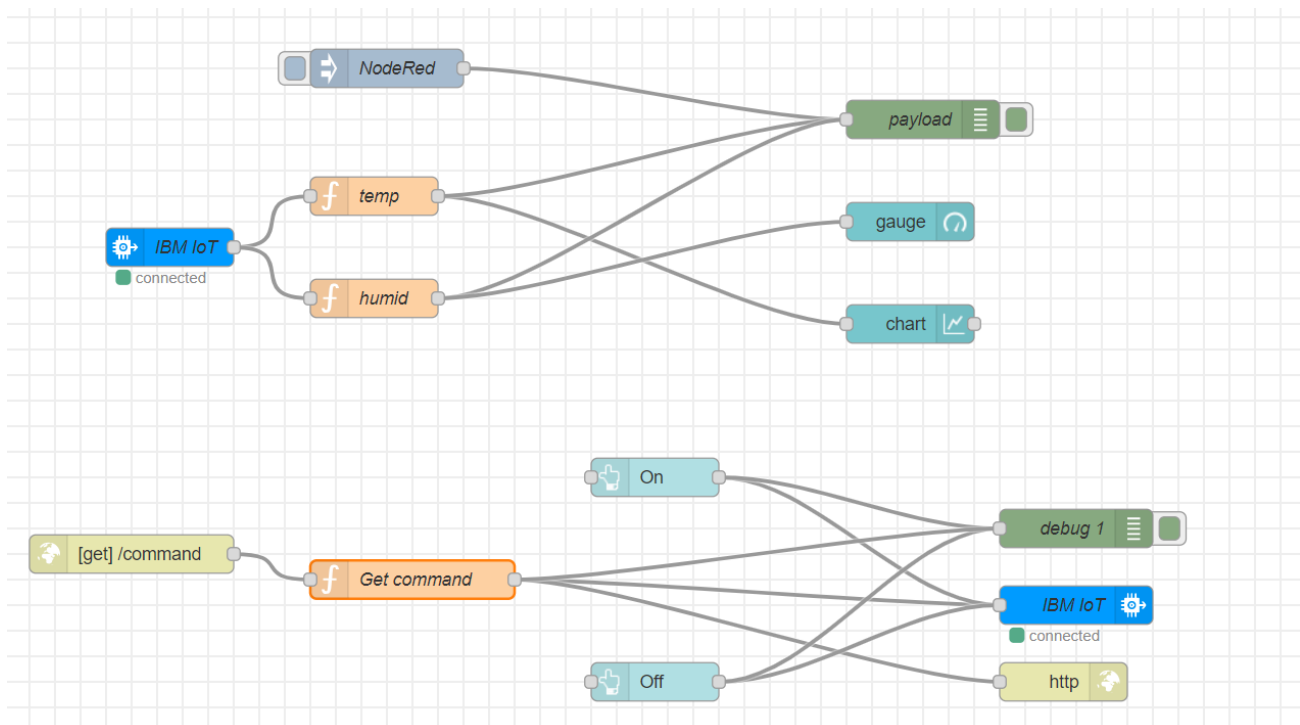 NodeRed
payload
temp
gauge
IBM IoT
connected
humid
chart
On
debug 1
[get] /command
Get command
IBM IoT
connected
Off
http